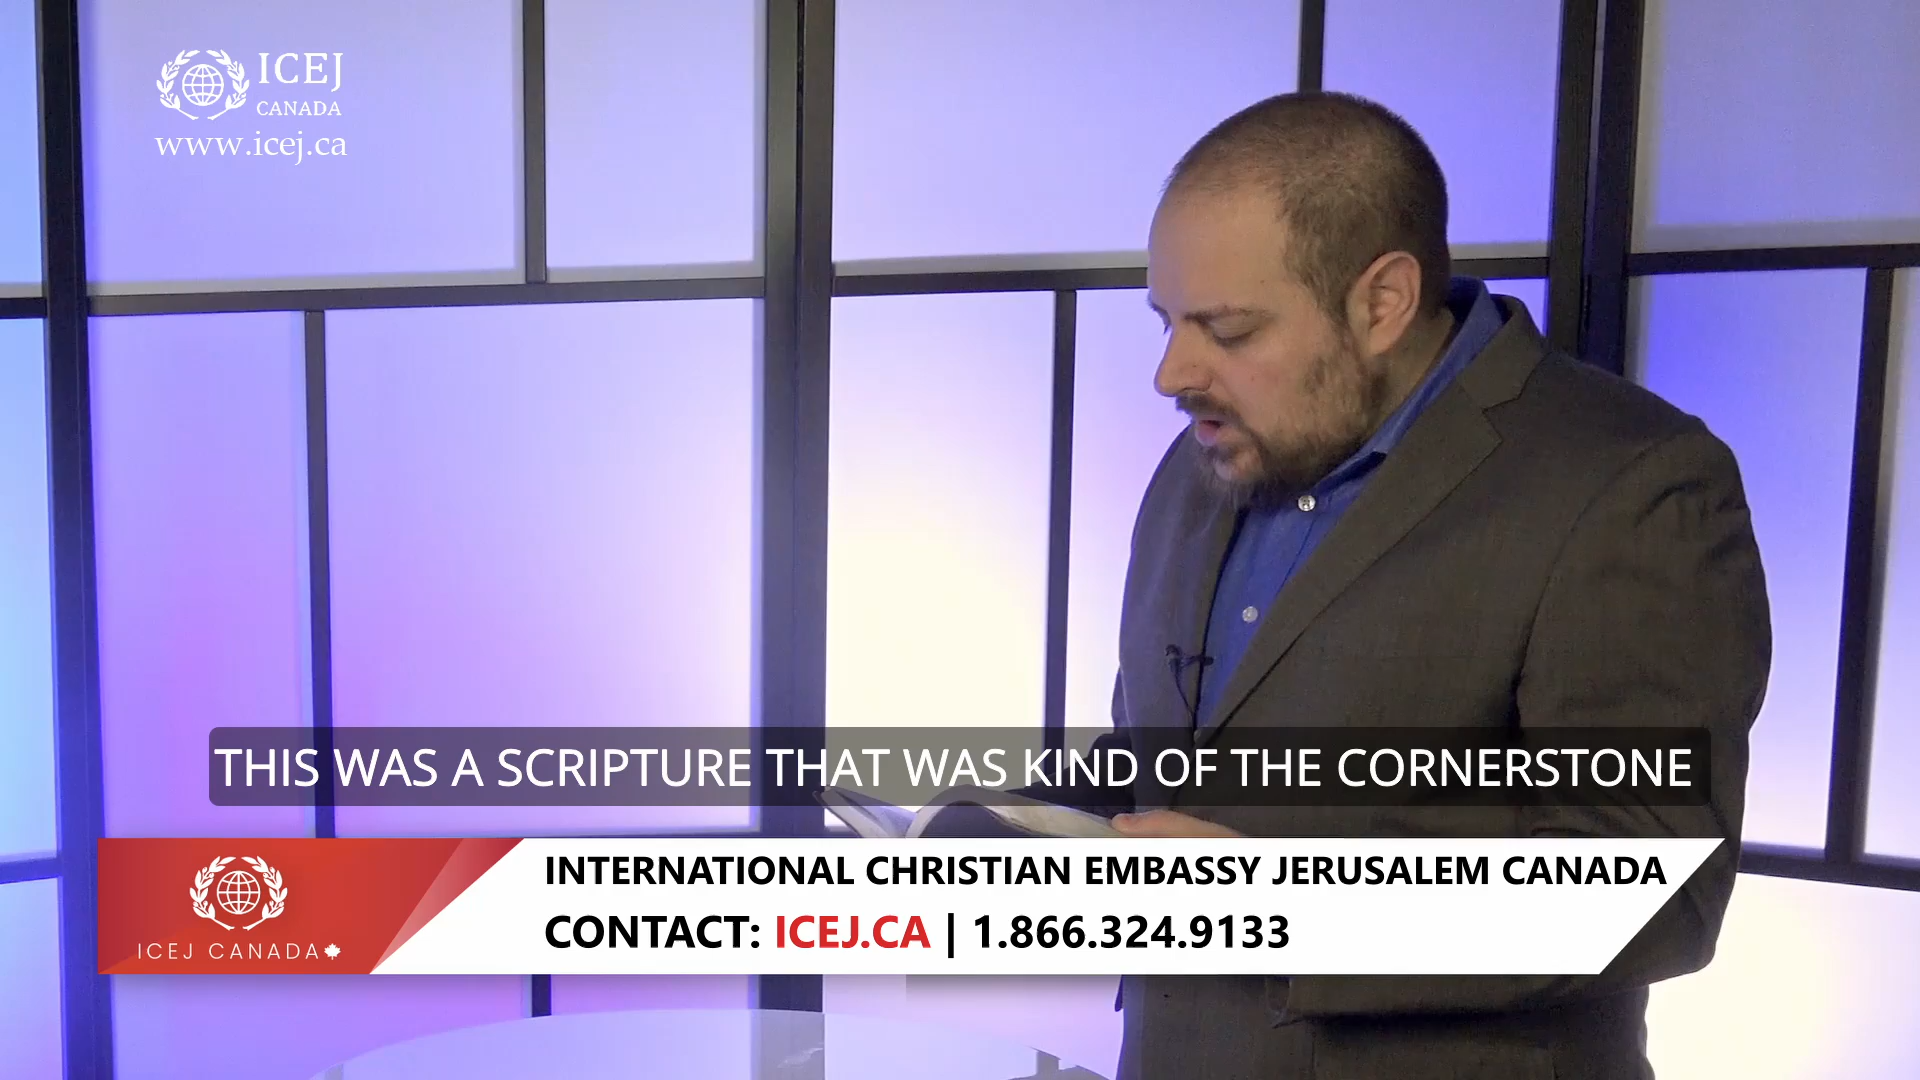 ICEJ
CANADA
www.icej.ca
THIS WAS A SCRIPTURE THAT WAS KIND OF THE CORNERSTONE
INTERNATIONAL CHRISTIAN EMBASSY JERUSALEM CANADA
CONTACT: ICEJ.CA | 1.866.324.9133
ICEJ CANADA